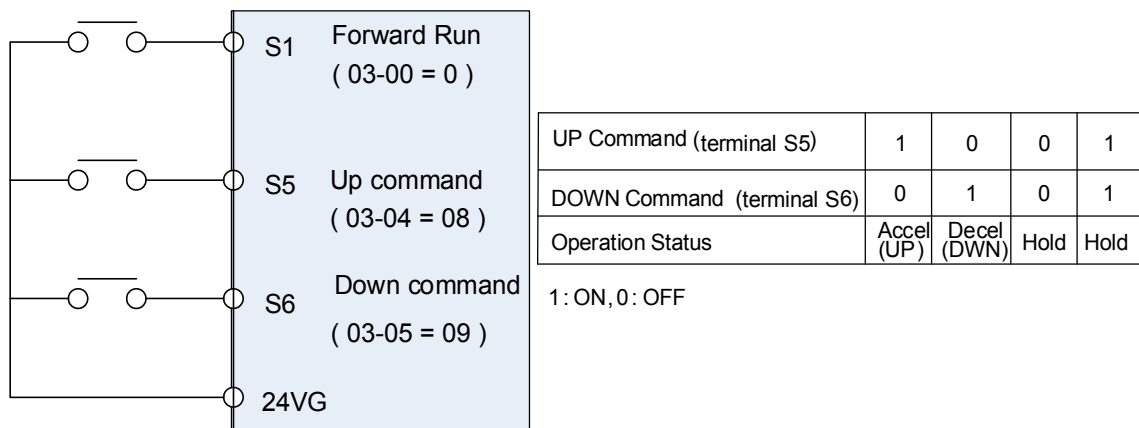 S1 Forward Run
( 03-00 = 0 )
S5 Up command
( 03-04 = 08 )
S6 Down command
( 03-05 = 09 )
24VG
UP Command (terminal S5) 1 0 0 1
DOWN Command (terminal S6) 0 1 0 1
Operation Status Accel (UP) Decel (DWN) Hold Hold
1 : ON, 0 : OFF